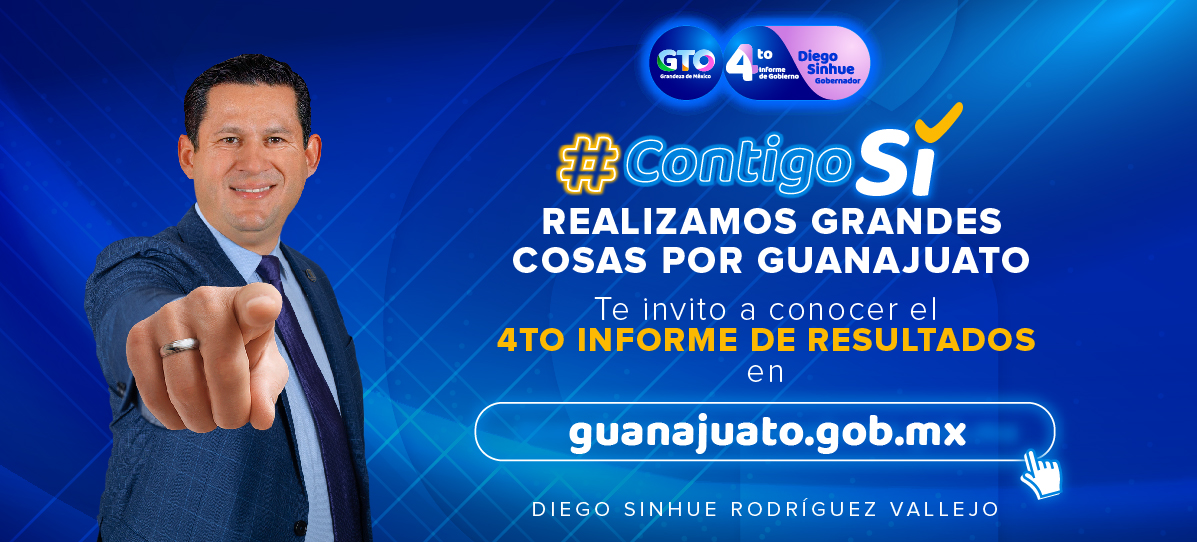 GTO
Grandeza de México
4to
Informe
de Gobierno
Diego
Sinhue
Gobernador
#ContigoSí
REALIZAMOS GRANDES
COSAS POR GUANAJUATO
Te invito a conocer el
4TO INFORME DE RESULTADOS
en
guanajuato.gob.mx
DIEGO SINHUE RODRÍGUEZ VALLEJO